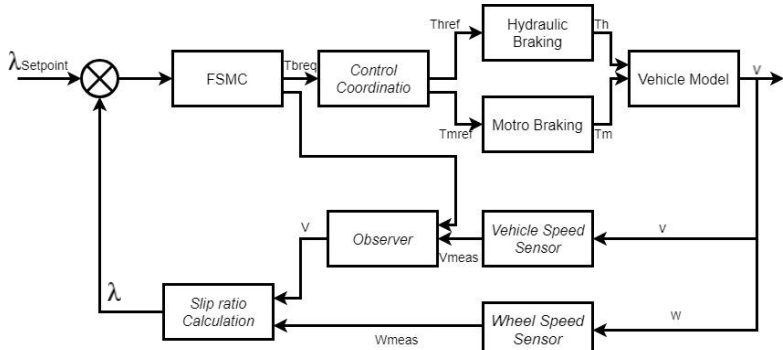 λSetpoint
FSMC
Tbreq
Control
Coordinatio
Thref
Hydraulic
Braking
Th
Tmref
Motro Braking
Tm
Vehicle Model
V
V
Observer
Vmeas
Vehicle Speed
Sensor
V
λ
Slip ratio
Calculation
Wmeas
Wheel Speed
Sensor
W